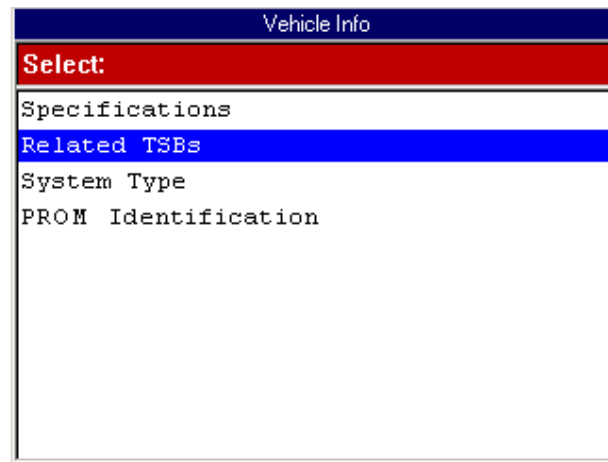 Vehicle Info
Select:
Specifications
Related TSBs
System Type
PROM Identification